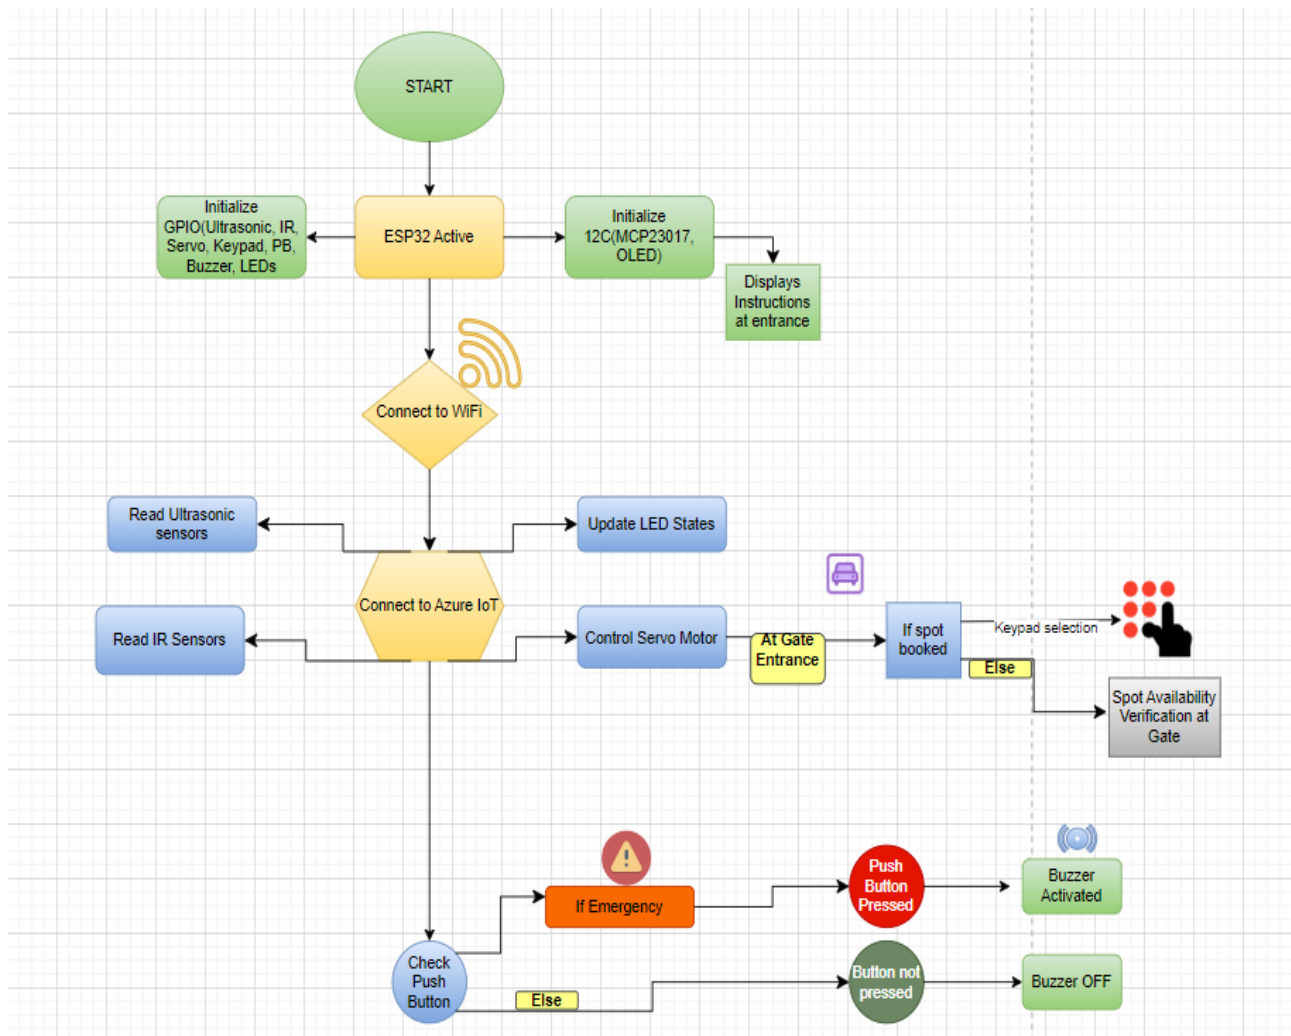 START
Initialize
GPIO(Ultrasonic, IR,
Servo, Keypad, PB,
Buzzer, LEDs
ESP32 Active
Initialize
12C(MCP23017,
OLED)
Displays
Instructions
at entrance
Connect to WiFi
Read Ultrasonic
sensors
Update LED States
Connect to Azure IoT
Read IR Sensors
Control Servo Motor
At Gate
Entrance
If spot
booked
Keypad selection
Else
Spot Availability
Verification at
Gate
If Emergency
Push
Button
Pressed
Buzzer
Activated
Check
Push
Button
Else
Button not
pressed
Buzzer OFF